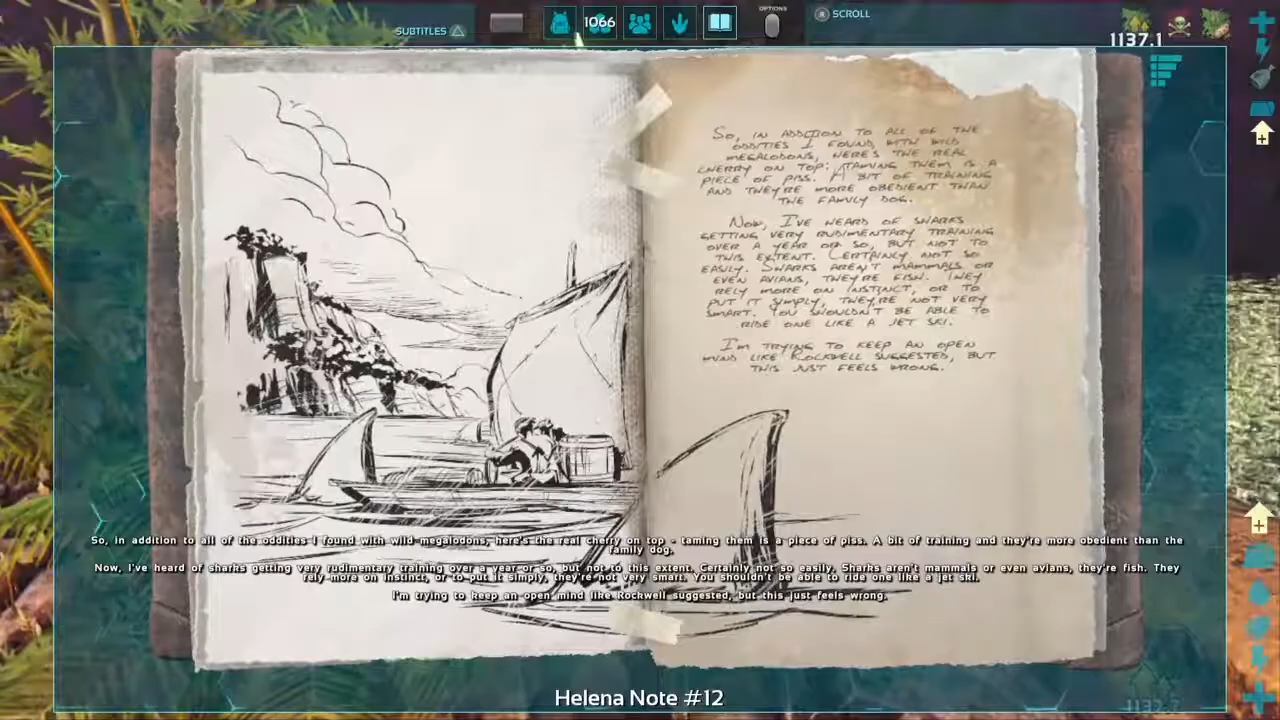 SUBTITLES
1066
OPTIONS
R SCROLL
1137.1
SO, IN ADDITION TO ALL OF THE
ODDITIES I FOUND WITH WILD
MEGALODONS, HERE'S THE REAL
CHERRY ON TOP: TAMING THEM IS A
PIECE OF PISS. A BIT OF TRAINING
AND THEY'RE MORE OBEDIENT THAN
THE FAMILY DOG.
NOW, I'VE HEARD OF SHARKS
GETTING VERY RUDIMENTARY TRAINING
OVER A YEAR OR SO, BUT NOT TO
THIS EXTENT. CERTAINLY NOT SO
EASILY. SHARKS AREN'T MAMMALS OR
EVEN AVIANS, THEY'RE FISH. THEY
RELY MORE ON INSTINCT, OR TO
PUT IT SIMPLY, THEY'RE NOT VERY
SMART. YOU SHOULDN'T BE ABLE TO
RIDE ONE LIKE A JET SKI.
I'M TRYING TO KEEP AN OPEN
MIND LIKE ROCKWELL SUGGESTED, BUT
THIS JUST FEELS WRONG.
So, in addition to all of the oddities I found with wild megalodons, here's the real cherry on top - taming them is a piece of piss. A bit of training and they're more obedient than the
family dog.
Now, I've heard of sharks getting very rudimentary training over a year or so, but not to this extent. Certainly not so easily. Sharks aren't mammals or even avians, they're fish. They
rely more on instinct, or to put it simply, they're not very smart. You shouldn't be able to ride one like a jet ski.
I'm trying to keep an open mind like Rockwell suggested, but this just feels wrong.
Helena Note #12